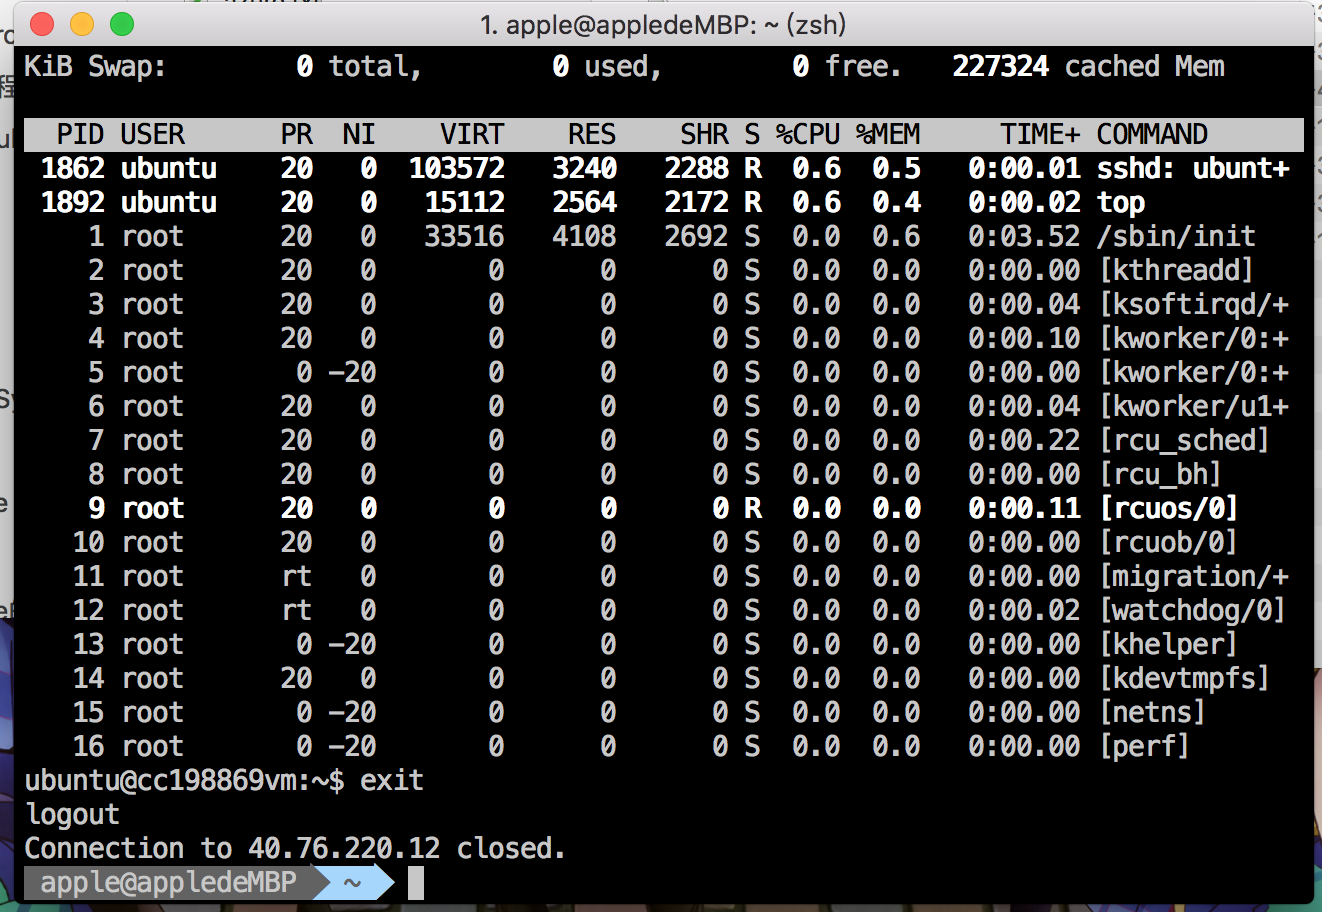 1. apple@appledeMBP: ~ (zsh)
KiB Swap:        0 total,        0 used,        0 free.   227324 cached Mem
  PID USER      PR  NI    VIRT    RES    SHR S %CPU %MEM     TIME+ COMMAND
 1862 ubuntu    20   0  103572   3240   2288 R  0.6  0.5   0:00.01 sshd: ubunt+
 1892 ubuntu    20   0   15112   2564   2172 R  0.6  0.4   0:00.02 top
    1 root      20   0   33516   4108   2692 S  0.0  0.6   0:03.52 /sbin/init
    2 root      20   0       0      0      0 S  0.0  0.0   0:00.00 [kthreadd]
    3 root      20   0       0      0      0 S  0.0  0.0   0:00.04 [ksoftirqd/+
    4 root      20   0       0      0      0 S  0.0  0.0   0:00.10 [kworker/0:+
    5 root       0 -20       0      0      0 S  0.0  0.0   0:00.00 [kworker/0:+
    6 root      20   0       0      0      0 S  0.0  0.0   0:00.04 [kworker/u1+
    7 root      20   0       0      0      0 S  0.0  0.0   0:00.22 [rcu_sched]
    8 root      20   0       0      0      0 S  0.0  0.0   0:00.00 [rcu_bh]
    9 root      20   0       0      0      0 R  0.0  0.0   0:00.11 [rcuos/0]
   10 root      20   0       0      0      0 S  0.0  0.0   0:00.00 [rcuob/0]
   11 root      rt   0       0      0      0 S  0.0  0.0   0:00.00 [migration/+
   12 root      rt   0       0      0      0 S  0.0  0.0   0:00.02 [watchdog/0]
   13 root       0 -20       0      0      0 S  0.0  0.0   0:00.00 [khelper]
   14 root      20   0       0      0      0 S  0.0  0.0   0:00.00 [kdevtmpfs]
   15 root       0 -20       0      0      0 S  0.0  0.0   0:00.00 [netns]
   16 root       0 -20       0      0      0 S  0.0  0.0   0:00.00 [perf]
ubuntu@cc198869vm:~$ exit
logout
Connection to 40.76.220.12 closed.
apple@appledeMBP ~